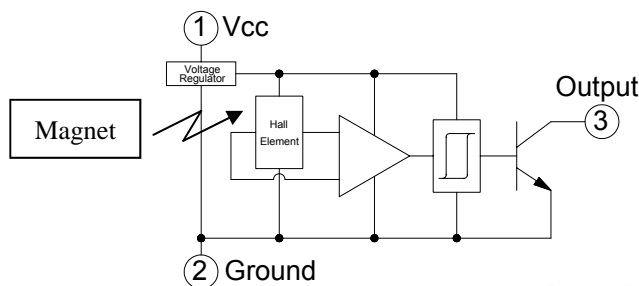 1 Vcc
Voltage
Regulator
Output
3
Magnet
Hall
Element
2 Ground